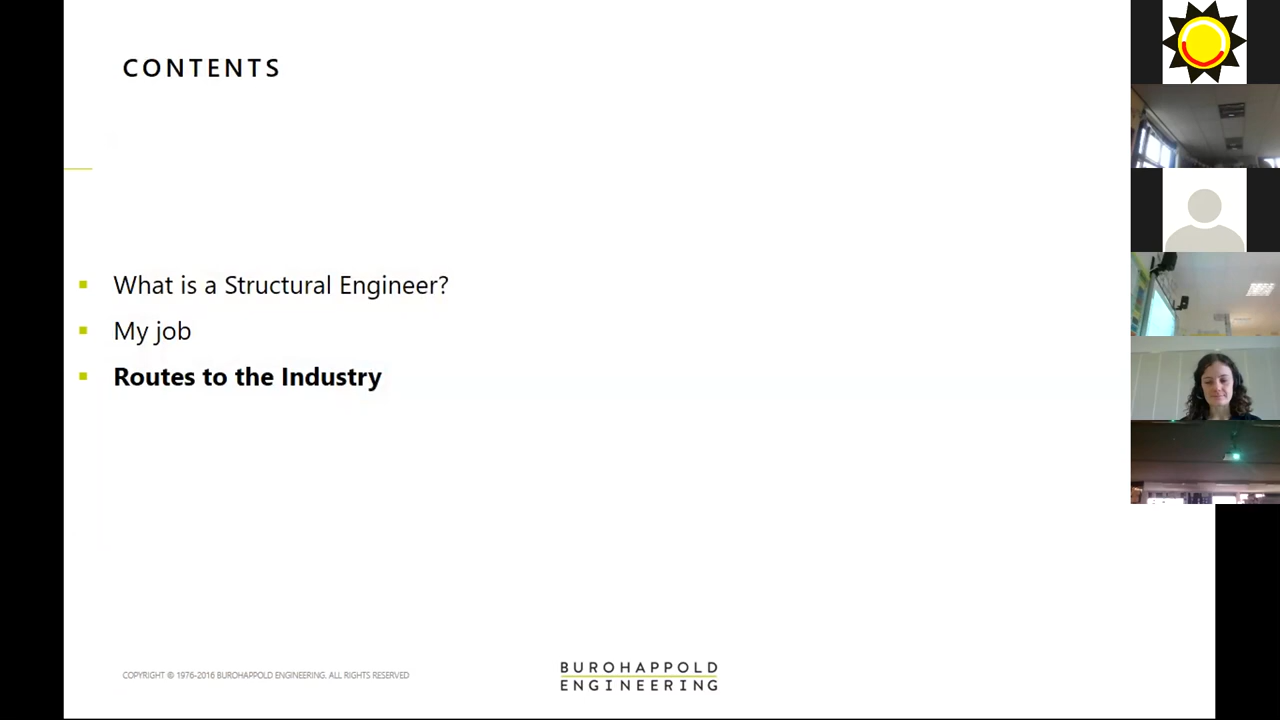 CONTENTS
What is a Structural Engineer?
My job
Routes to the Industry
COPYRIGHT © 1976-2016 BUROHAPPOLD ENGINEERING. ALL RIGHTS RESERVED
BUROHAPPOLD
ENGINEERING